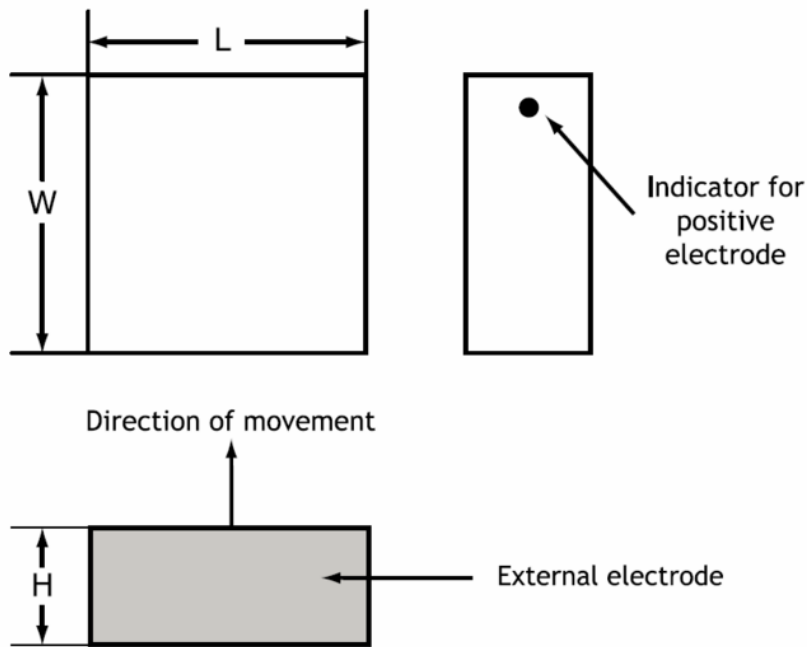 L
W
Indicator for
positive
electrode
Direction of movement
H
External electrode